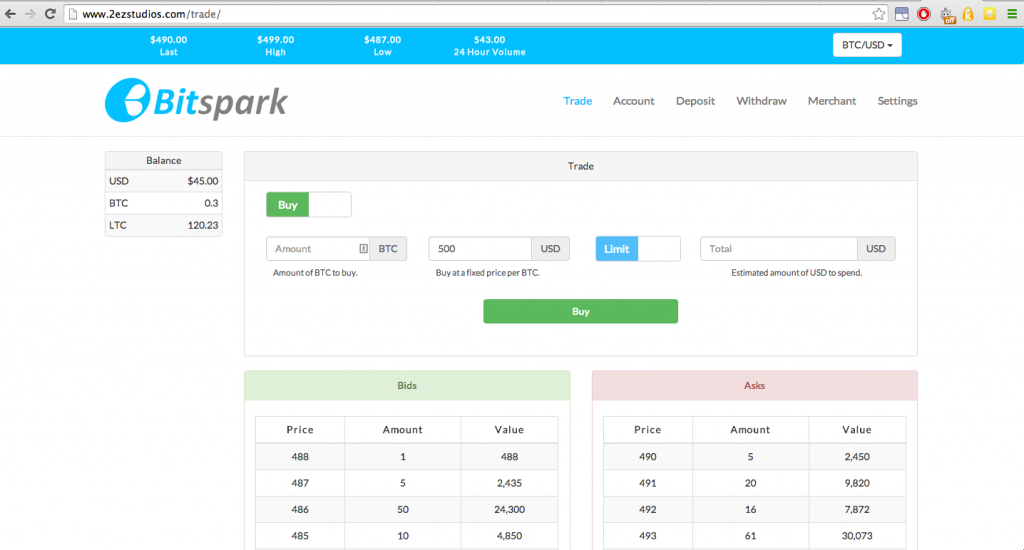 www.2ezstudios.com/trade/
$490.00 $499.00 $487.00 543.00
Last High Low 24 Hour Volume
BTC/USD
Bitspark
Trade Account Deposit Withdraw Merchant Settings
Balance
USD $45.00
BTC 0.3
LTC 120.23
Trade
Buy
Amount BTC 500 USD Limit Total USD
Amount of BTC to buy. Buy at a fixed price per BTC. Estimated amount of USD to spend.
Buy
Bids
Price Amount Value
488 1 488
487 5 2,435
486 50 24,300
485 10 4,850
Asks
Price Amount Value
490 5 2,450
491 20 9,820
492 16 7,872
493 61 30,073